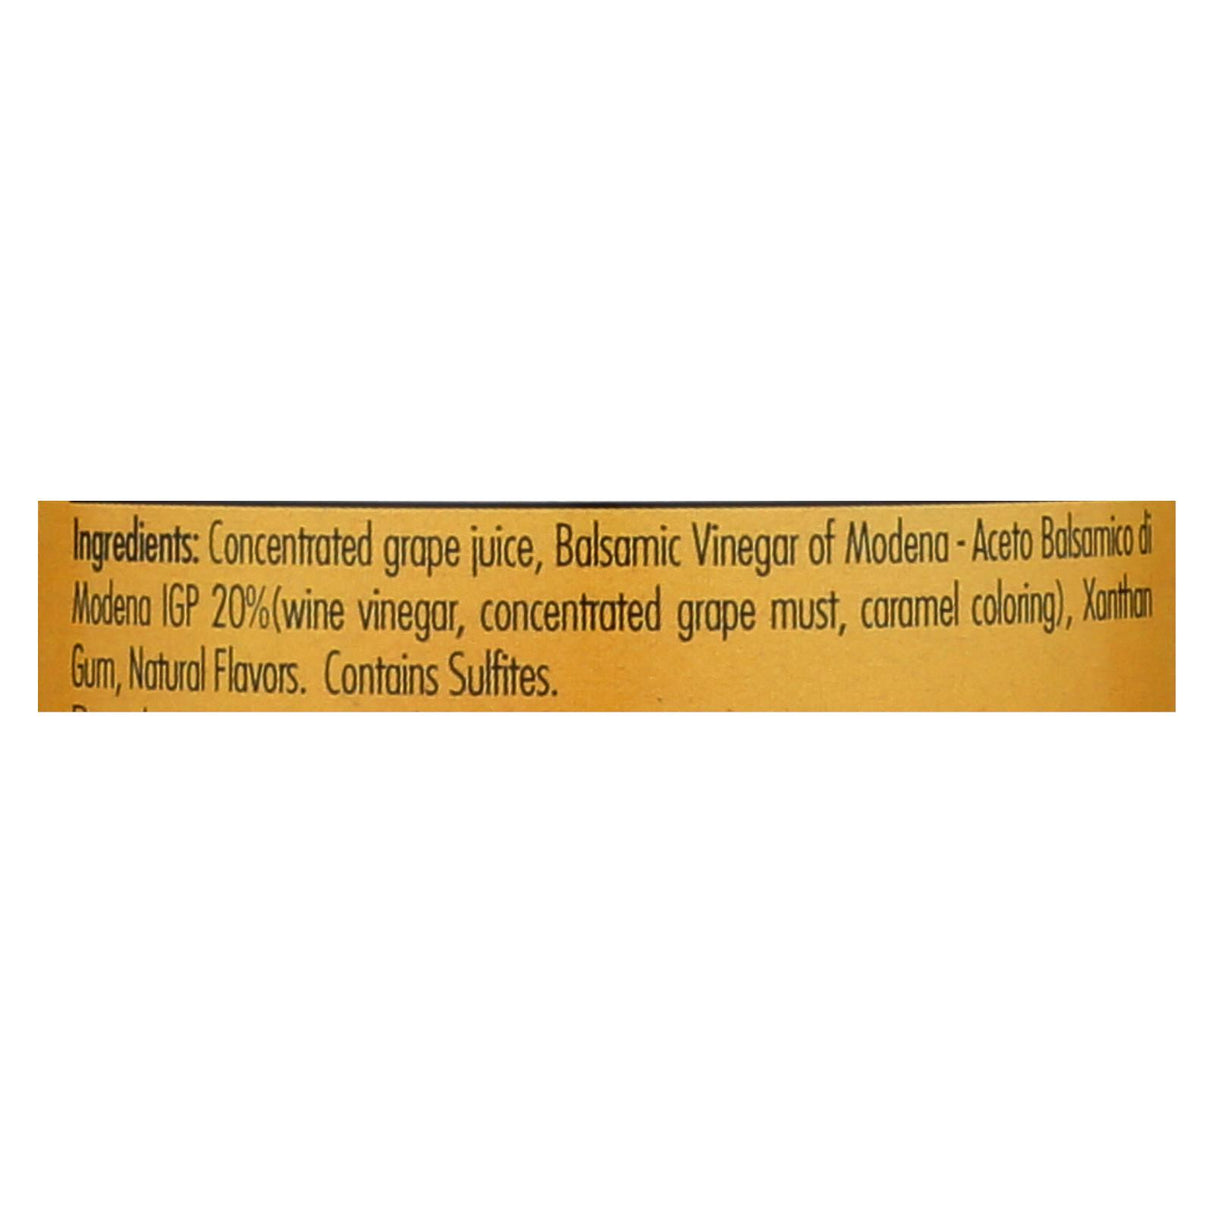 Ingredients: Concentrated grape juice, Balsamic Vinegar of Modena - Aceto Balsamico di
Modena IGP 20%(wine vinegar, concentrated grape must, caramel coloring), Xanthan
Gum, Natural Flavors. Contains Sulfites.